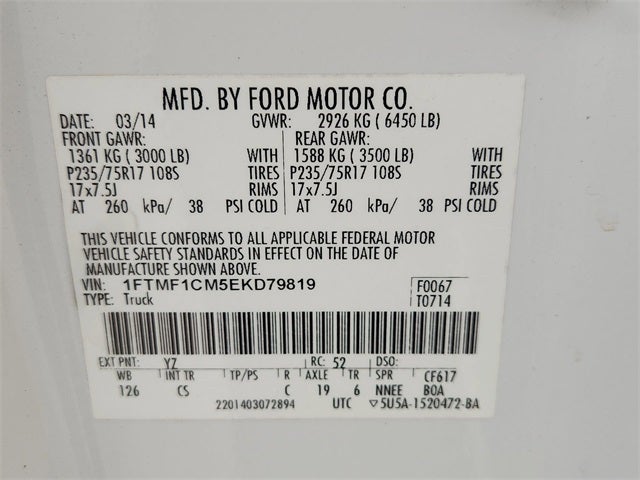 MFD. BY FORD MOTOR CO.
DATE: 03/14 GVWR: 2926 KG ( 6450 LB)
FRONT GAWR: REAR GAWR:
1361 KG ( 3000 LB) WITH 1588 KG ( 3500 LB) WITH
P235/75R17 108S TIRES P235/75R17 108S TIRES
17x7.5J RIMS 17x7.5J RIMS
AT 260 kPa/ 38 PSI COLD AT 260 kPa/ 38 PSI COLD
THIS VEHICLE CONFORMS TO ALL APPLICABLE FEDERAL MOTOR
VEHICLE SAFETY STANDARDS IN EFFECT ON THE DATE OF
MANUFACTURE SHOWN ABOVE.
VIN: 1FTMF1CM5EKD79819 F0067
TYPE: Truck T0714
EXT PNT: YZ RC: 52 DSO:
WB INT TR TP/PS R AXLE TR SPR CF617
126 CS C 19 6 NNEE BOA
2201403072894 UTC ▽5U5A-1520472-BA